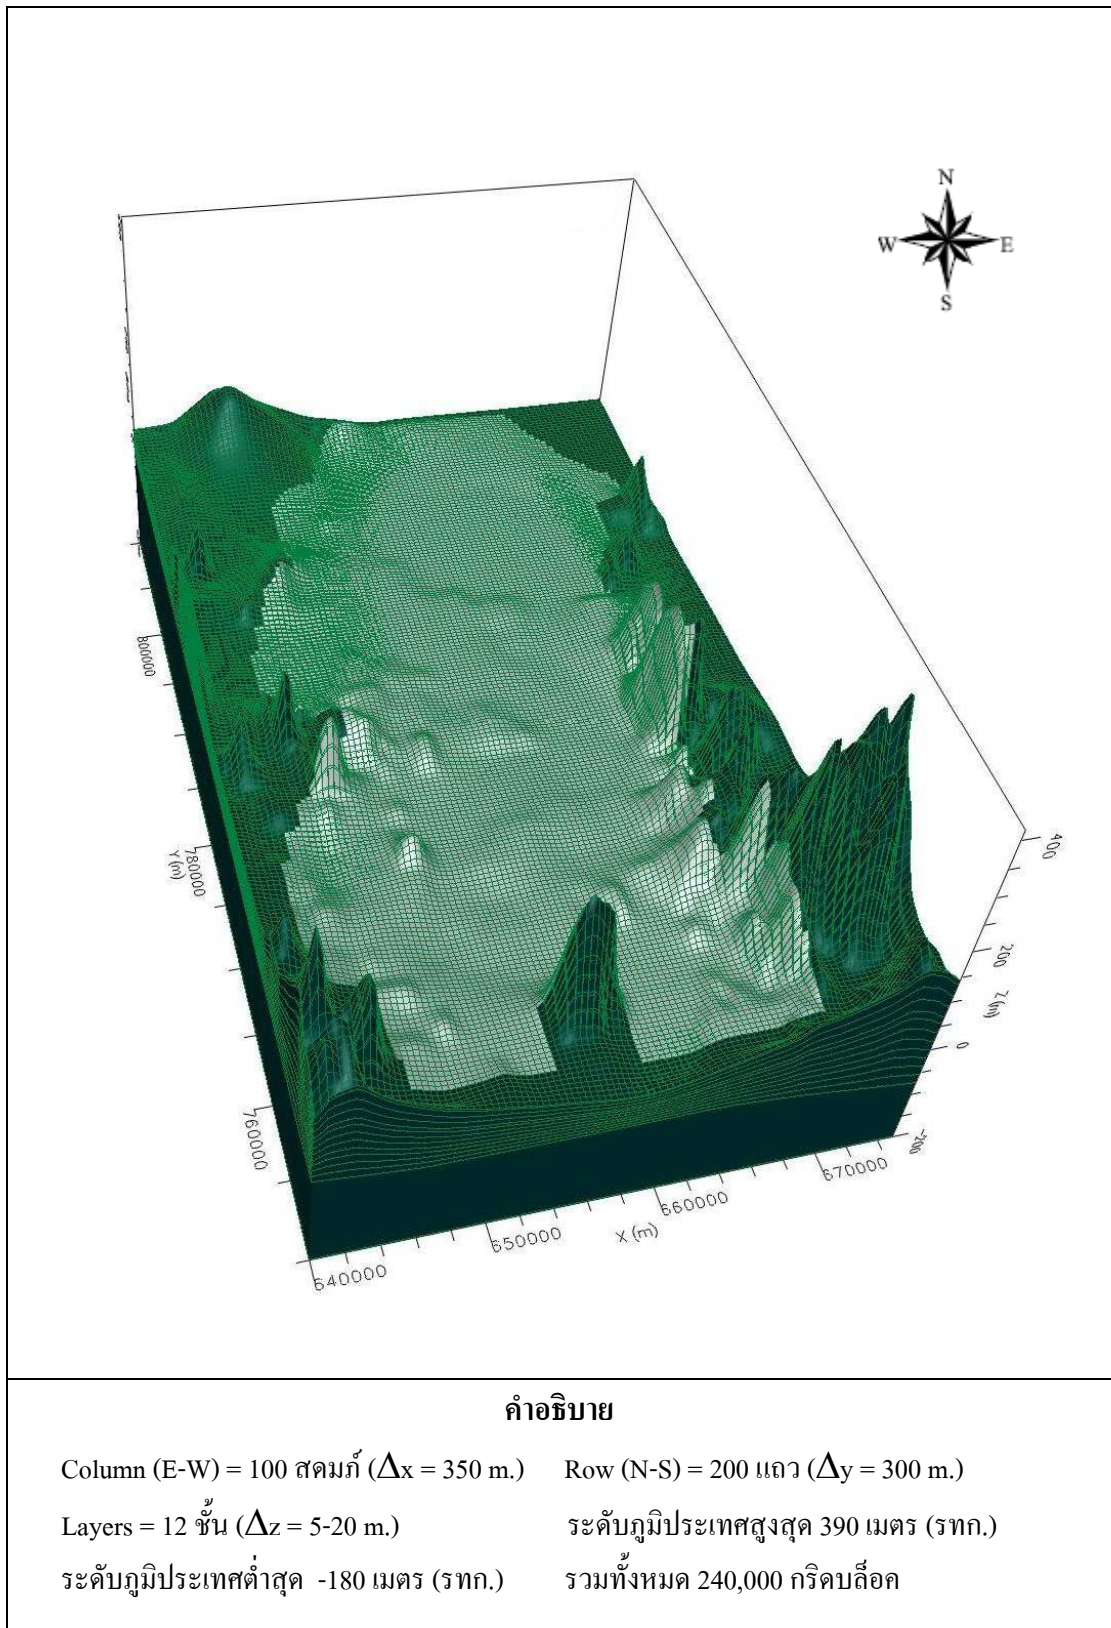 N
W E
S
400
200
Z (m)
0
-200
800000
780000
Y (m)
760000
640000
650000
X (m)
660000
670000
คำอธิบาย
Column (E-W) = 100 สดมภ์ (Δx = 350 m.) Row (N-S) = 200 แถว (Δy = 300 m.)
Layers = 12 ชั้น (Δz = 5-20 m.) ระดับภูมิประเทศสูงสุด 390 เมตร (รทก.)
ระดับภูมิประเทศต่ำสุด -180 เมตร (รทก.) รวมทั้งหมด 240,000 กริดบล็อค